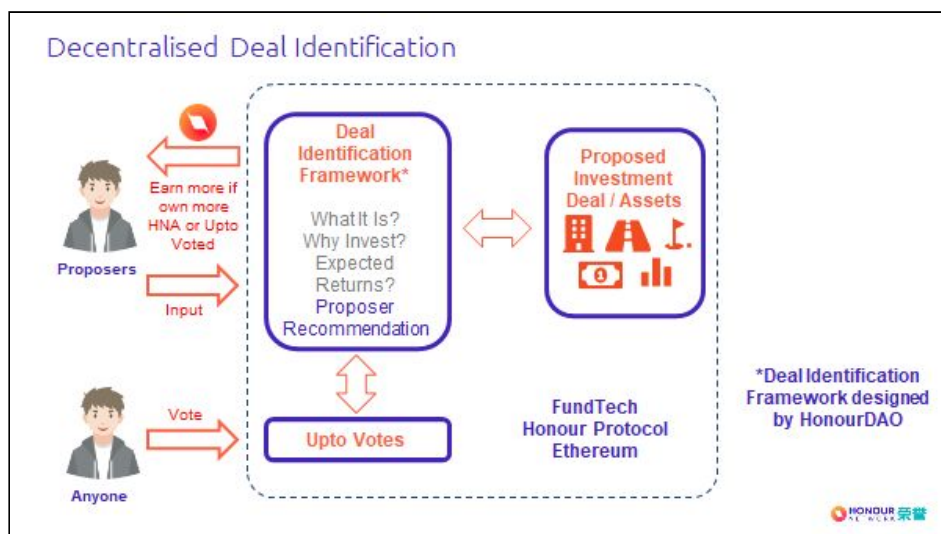 Decentralised Deal Identification
Earn more if
own more
HNA or Upto
Voted
Proposers
Input
Deal
Identification
Framework*
What It Is?
Why Invest?
Expected
Returns?
Proposer
Recommendation
Proposed
Investment
Deal / Assets
1
Vote
Anyone
Upto Votes
FundTech
Honour Protocol
Ethereum
*Deal Identification
Framework designed
by HonourDAO
HONOUR 荣誉
NETWORK